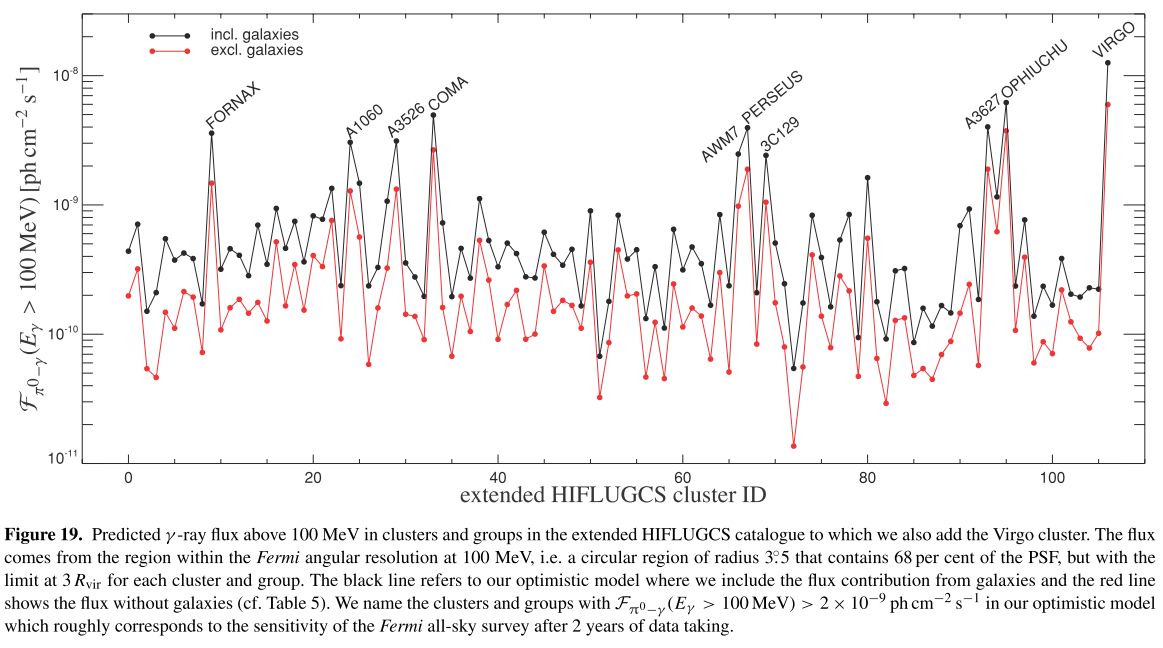 incl. galaxies
excl. galaxies
FORNAX
A1060
A3526
COMA
AWM7
PERSEUS
3C129
A3627
OPHIUCHU
VIRGO
10⁻⁸
10⁻⁹
10⁻¹⁰
10⁻¹¹
ℱπ⁰₋γ(Eγ > 100 MeV) [ph cm⁻² s⁻¹]
0 20 40 60 80 100
extended HIFLUGCS cluster ID
Figure 19. Predicted γ-ray flux above 100 MeV in clusters and groups in the extended HIFLUGCS catalogue to which we also add the Virgo cluster. The flux
comes from the region within the Fermi angular resolution at 100 MeV, i.e. a circular region of radius 3°.5 that contains 68 per cent of the PSF, but with the
limit at 3 Rvir for each cluster and group. The black line refers to our optimistic model where we include the flux contribution from galaxies and the red line
shows the flux without galaxies (cf. Table 5). We name the clusters and groups with ℱπ⁰₋γ(Eγ > 100 MeV) > 2 × 10⁻⁹ ph cm⁻² s⁻¹ in our optimistic model
which roughly corresponds to the sensitivity of the Fermi all-sky survey after 2 years of data taking.